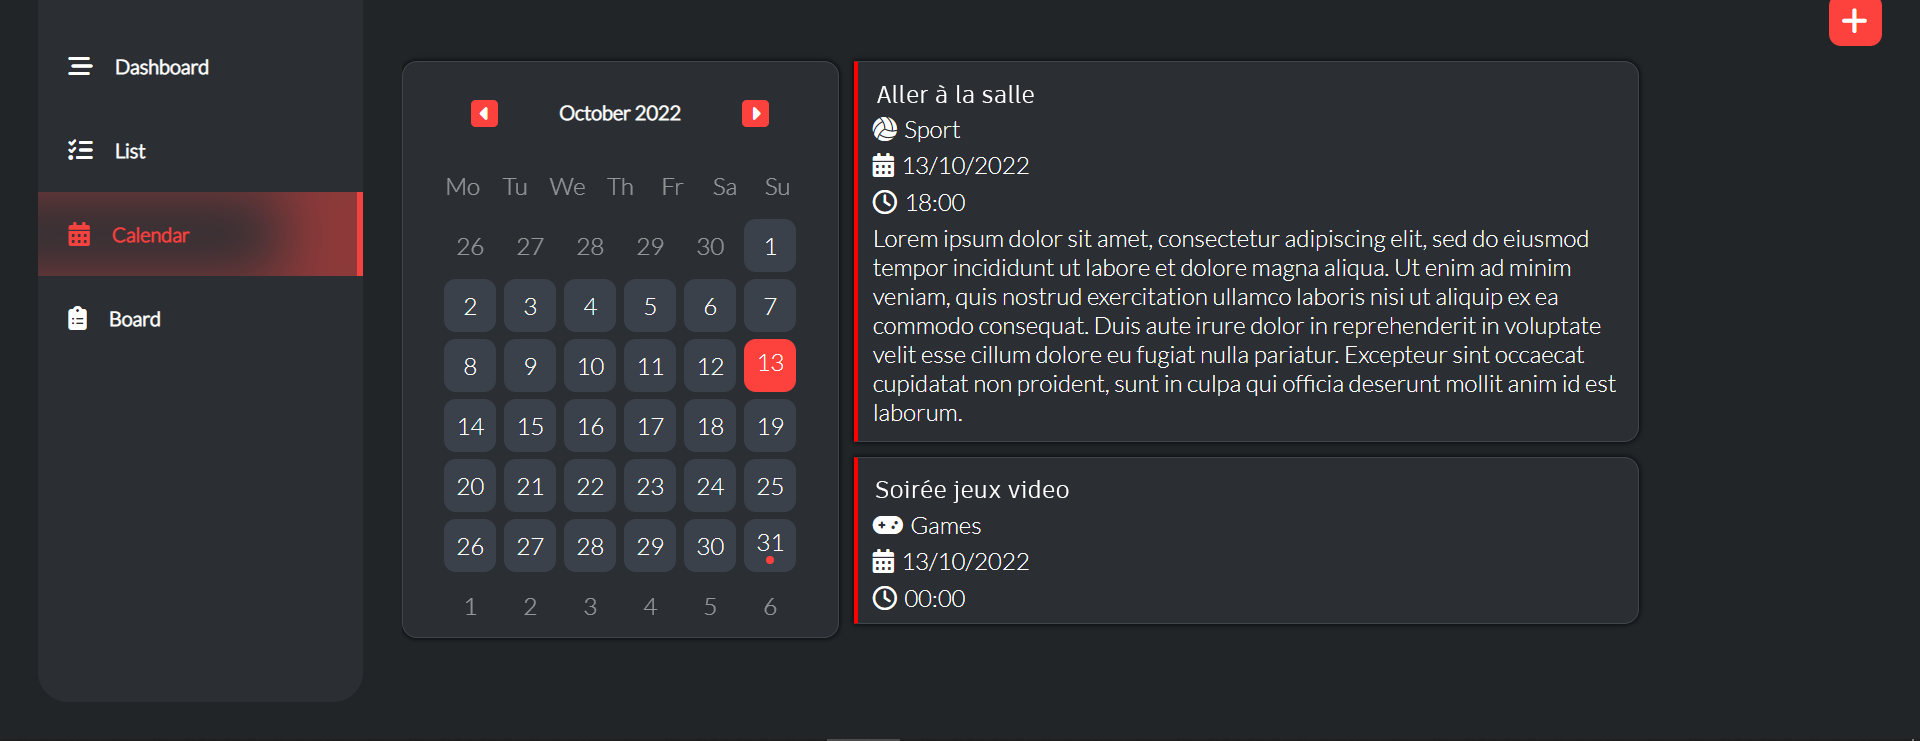 Dashboard
List
Calendar
Board
October 2022
Mo Tu We Th Fr Sa Su
26 27 28 29 30 1
2 3 4 5 6 7
8 9 10 11 12 13
14 15 16 17 18 19
20 21 22 23 24 25
26 27 28 29 30 31
1 2 3 4 5 6
Aller à la salle
Sport
13/10/2022
18:00
Lorem ipsum dolor sit amet, consectetur adipiscing elit, sed do eiusmod
tempor incididunt ut labore et dolore magna aliqua. Ut enim ad minim
veniam, quis nostrud exercitation ullamco laboris nisi ut aliquip ex ea
commodo consequat. Duis aute irure dolor in reprehenderit in voluptate
velit esse cillum dolore eu fugiat nulla pariatur. Excepteur sint occaecat
cupidatat non proident, sunt in culpa qui officia deserunt mollit anim id est
laborum.
Soirée jeux video
Games
13/10/2022
00:00